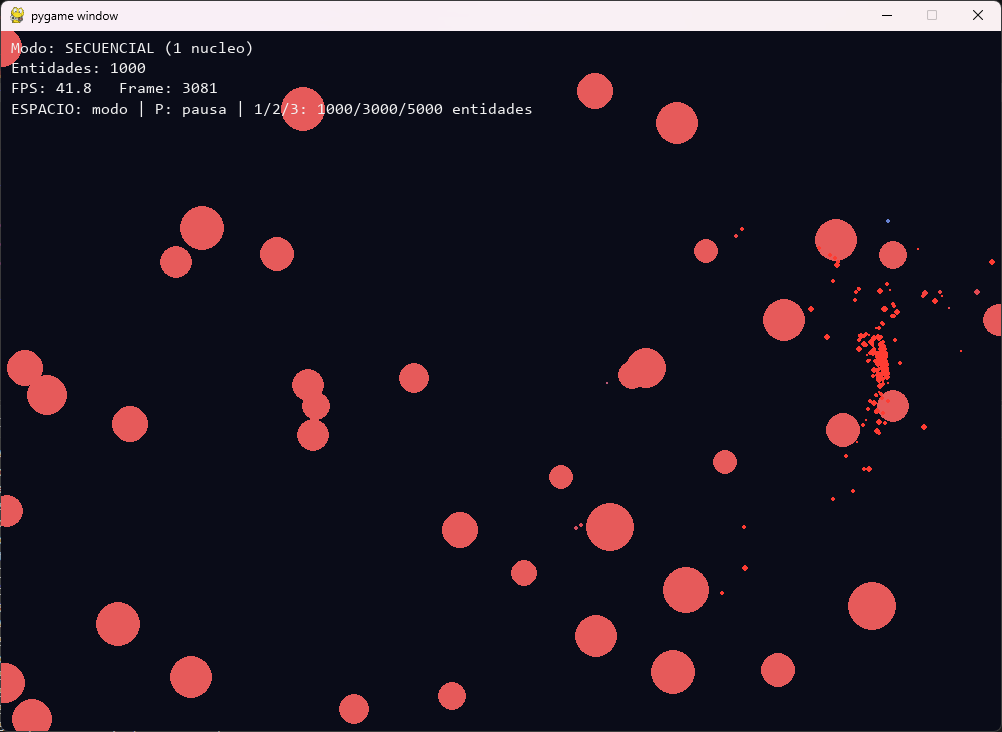 pygame window
Modo: SECUENCIAL (1 nucleo)
Entidades: 1000
FPS: 41.8   Frame: 3081
ESPACIO: modo | P: pausa | 1/2/3: 1000/3000/5000 entidades